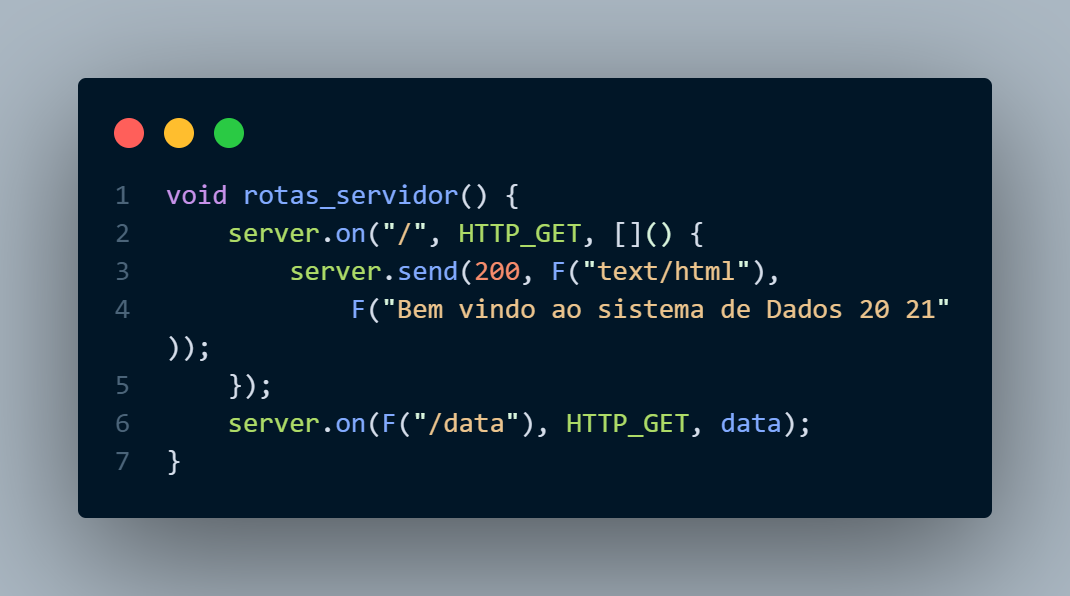 1 void rotas_servidor() {
2     server.on("/", HTTP_GET, []() {
3         server.send(200, F("text/html"),
4             F("Bem vindo ao sistema de Dados 20 21"
));
5     });
6     server.on(F("/data"), HTTP_GET, data);
7 }